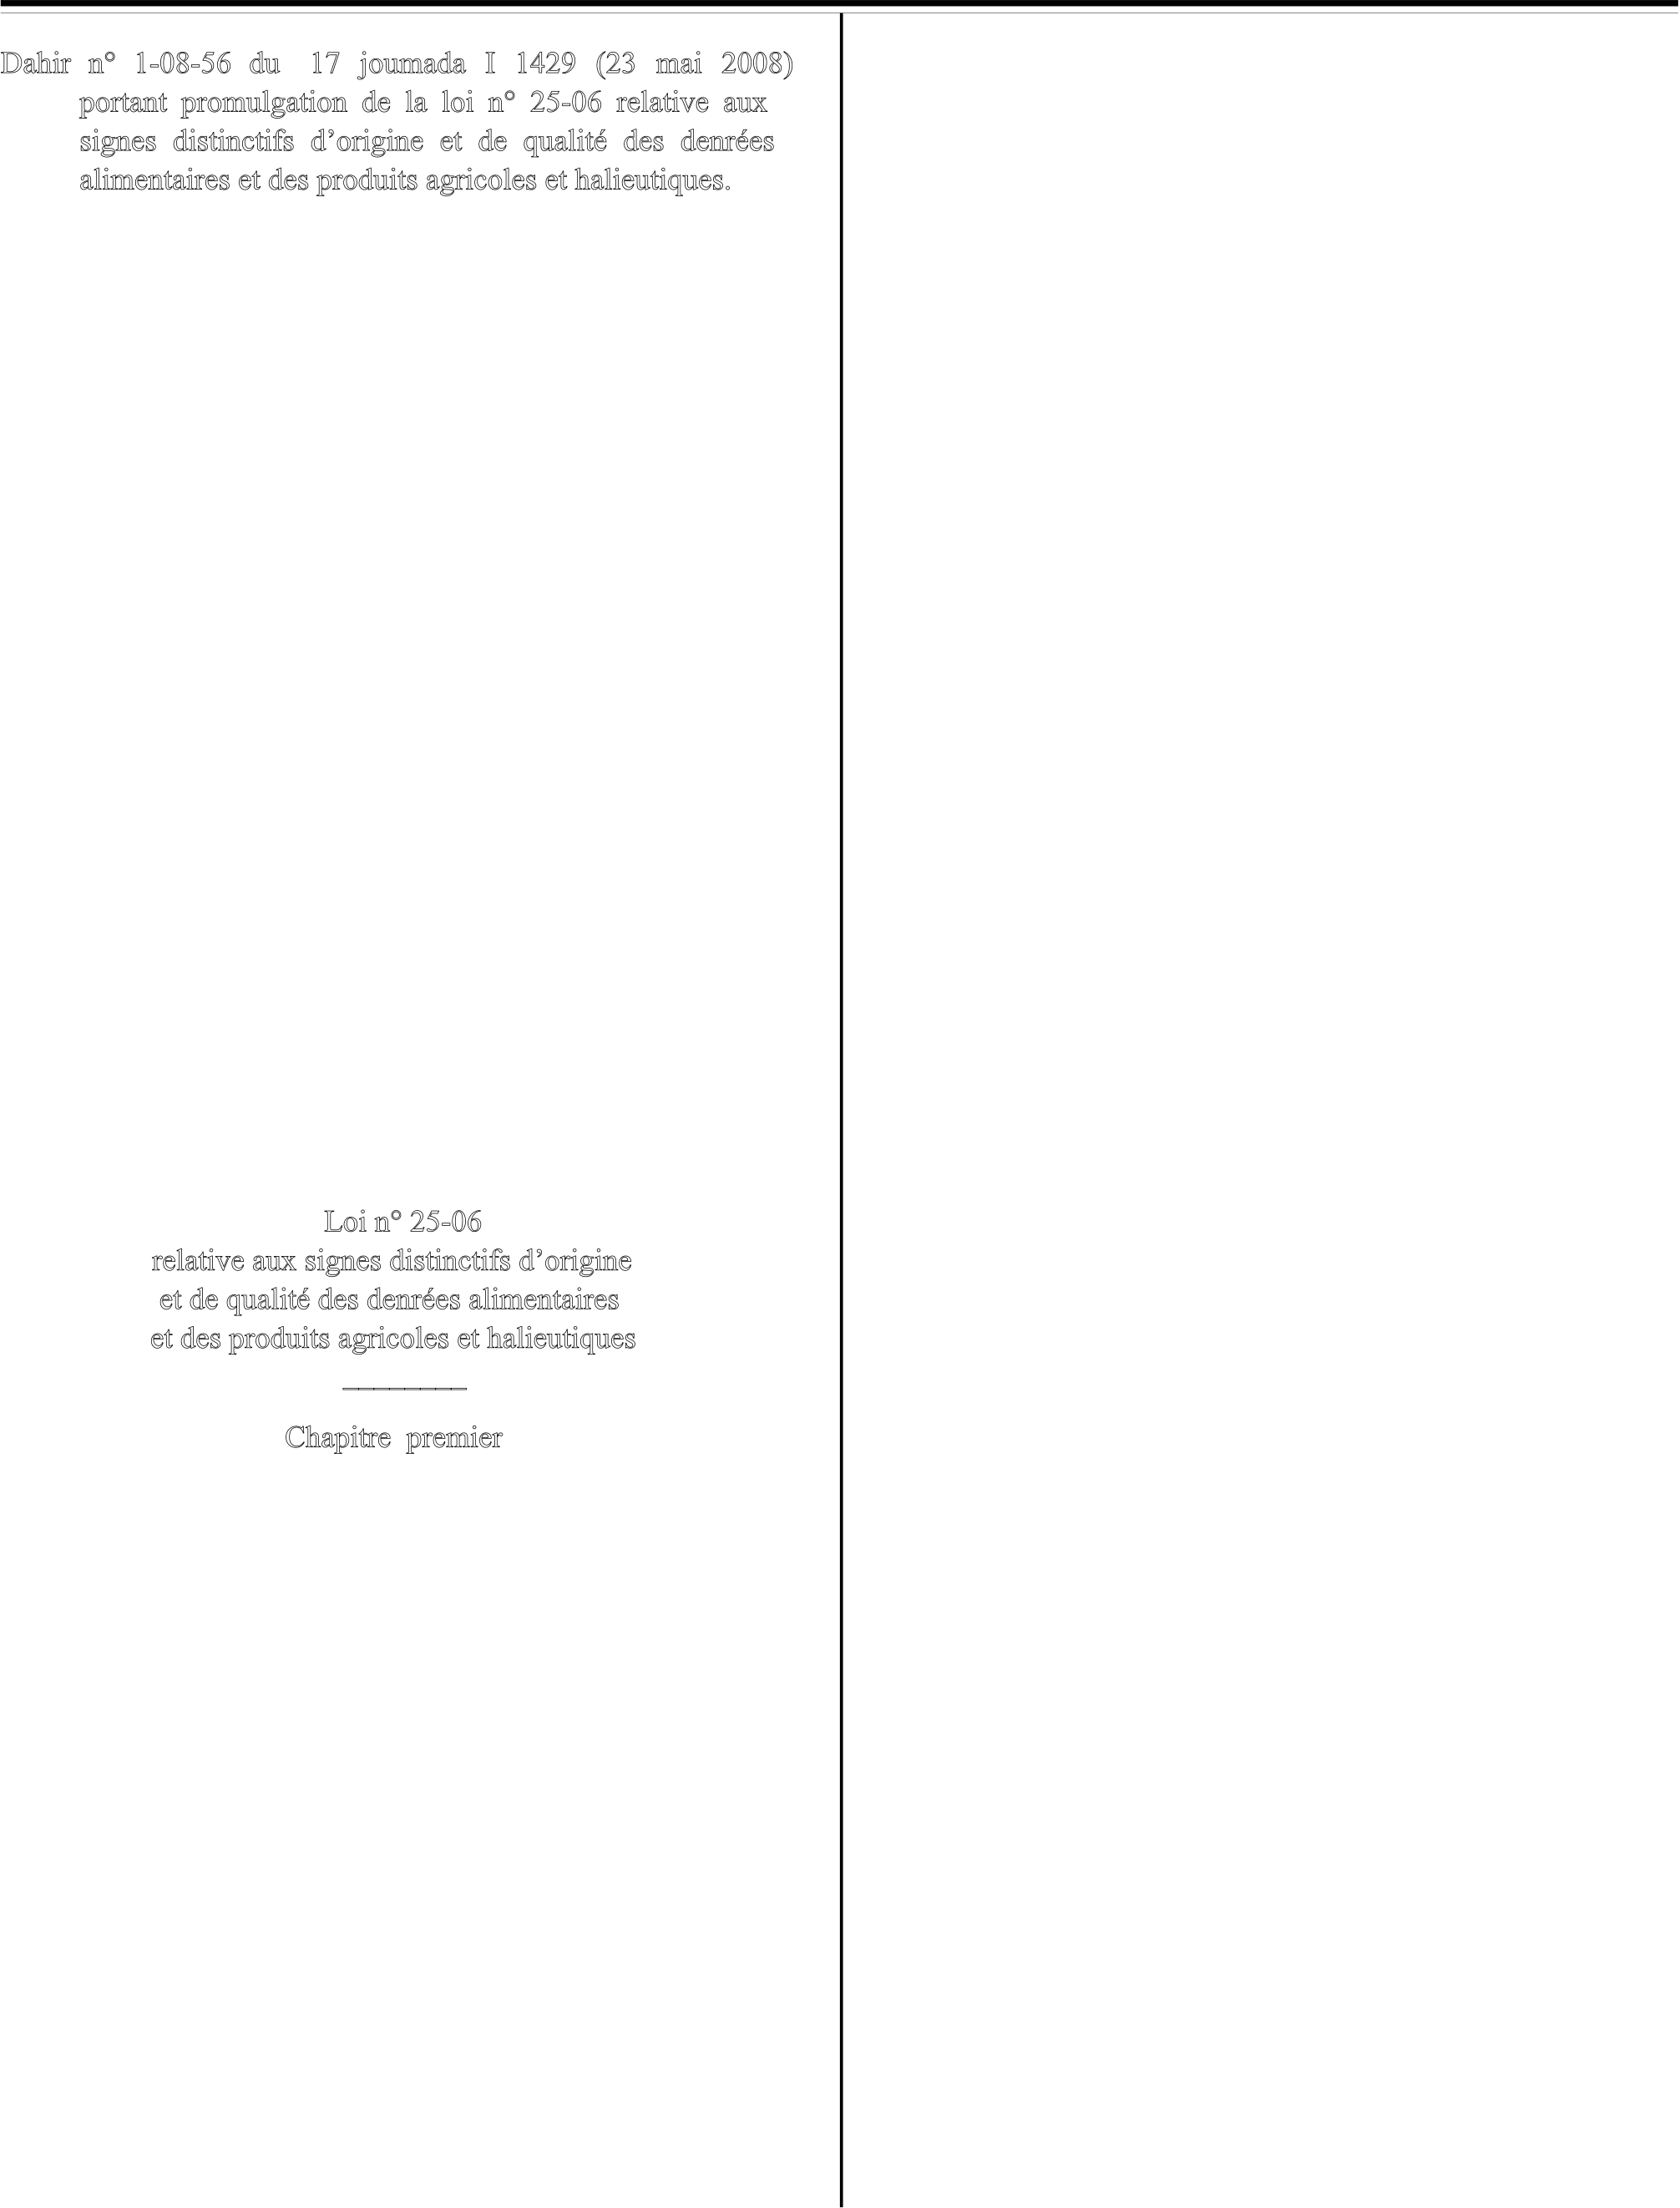 Dahir n° 1-08-56 du 17 joumada I 1429 (23 mai 2008)
portant promulgation de la loi n° 25-06 relative aux
signes distinctifs d’origine et de qualité des denrées
alimentaires et des produits agricoles et halieutiques.
Loi n° 25-06
relative aux signes distinctifs d’origine
et de qualité des denrées alimentaires
et des produits agricoles et halieutiques
Chapitre premier